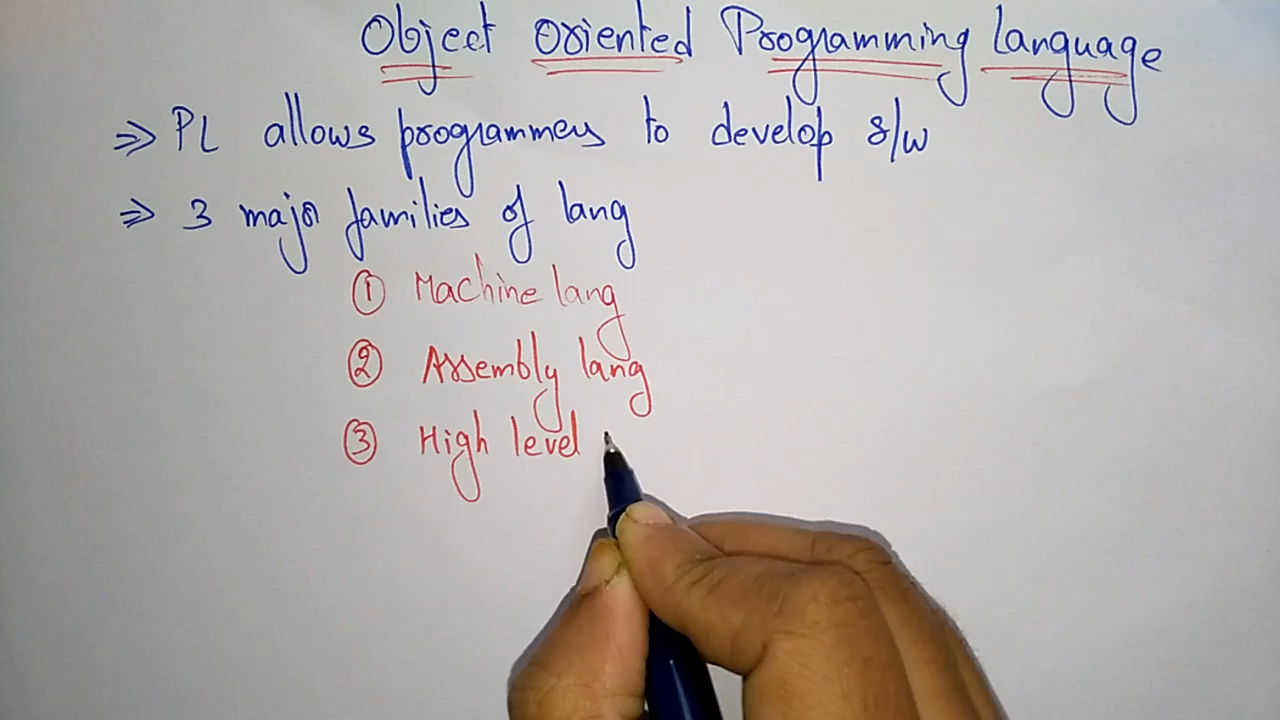 Object oriented Programming language
⇒ PL allows programmers to develop s/w
⇒ 3 major families of lang
① Machine lang
② Assembly lang
③ High level